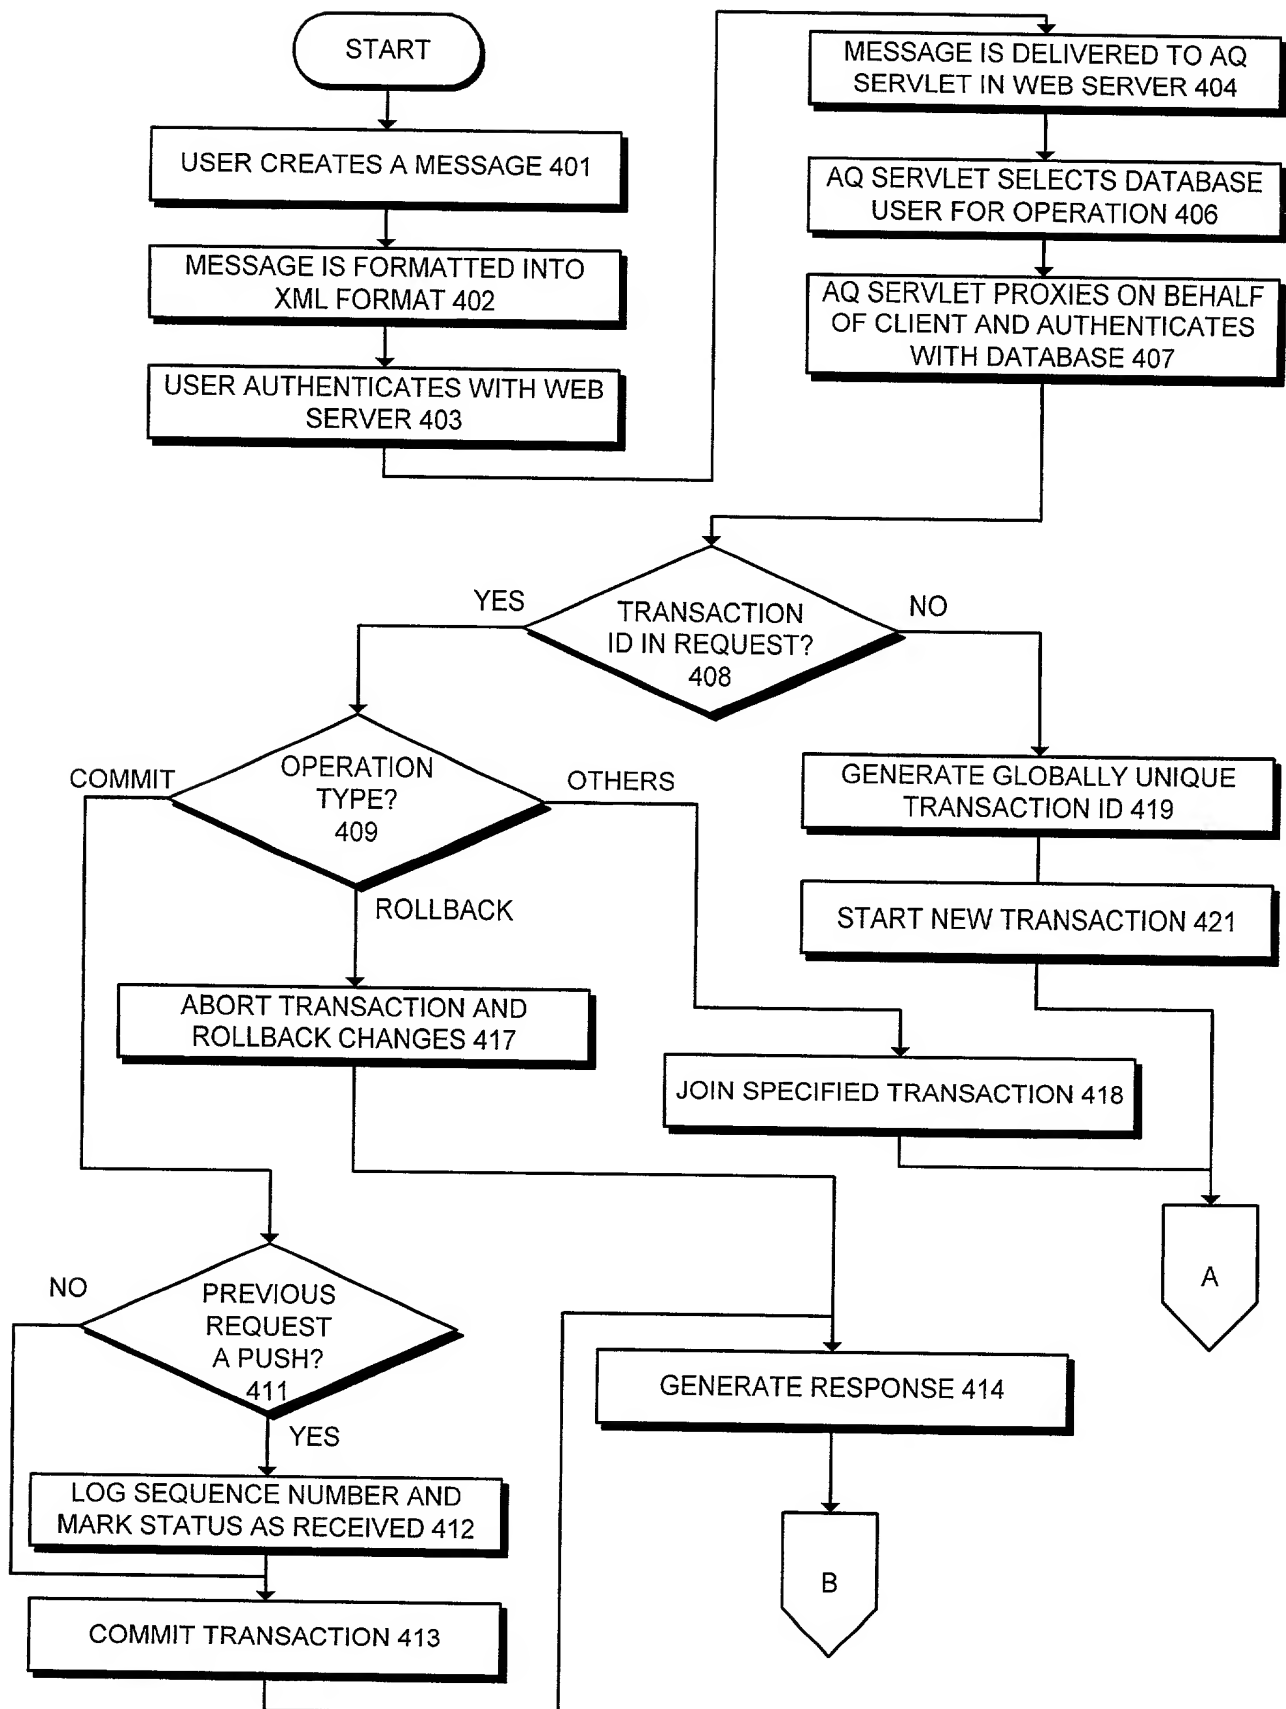 START
USER CREATES A MESSAGE 401
MESSAGE IS FORMATTED INTO
XML FORMAT 402
USER AUTHENTICATES WITH WEB
SERVER 403
MESSAGE IS DELIVERED TO AQ
SERVLET IN WEB SERVER 404
AQ SERVLET SELECTS DATABASE
USER FOR OPERATION 406
AQ SERVLET PROXIES ON BEHALF
OF CLIENT AND AUTHENTICATES
WITH DATABASE 407
TRANSACTION
ID IN REQUEST?
408
YES
NO
OPERATION
TYPE?
409
COMMIT
OTHERS
ROLLBACK
GENERATE GLOBALLY UNIQUE
TRANSACTION ID 419
START NEW TRANSACTION 421
ABORT TRANSACTION AND
ROLLBACK CHANGES 417
JOIN SPECIFIED TRANSACTION 418
A
PREVIOUS
REQUEST
A PUSH?
411
NO
YES
GENERATE RESPONSE 414
LOG SEQUENCE NUMBER AND
MARK STATUS AS RECEIVED 412
B
COMMIT TRANSACTION 413